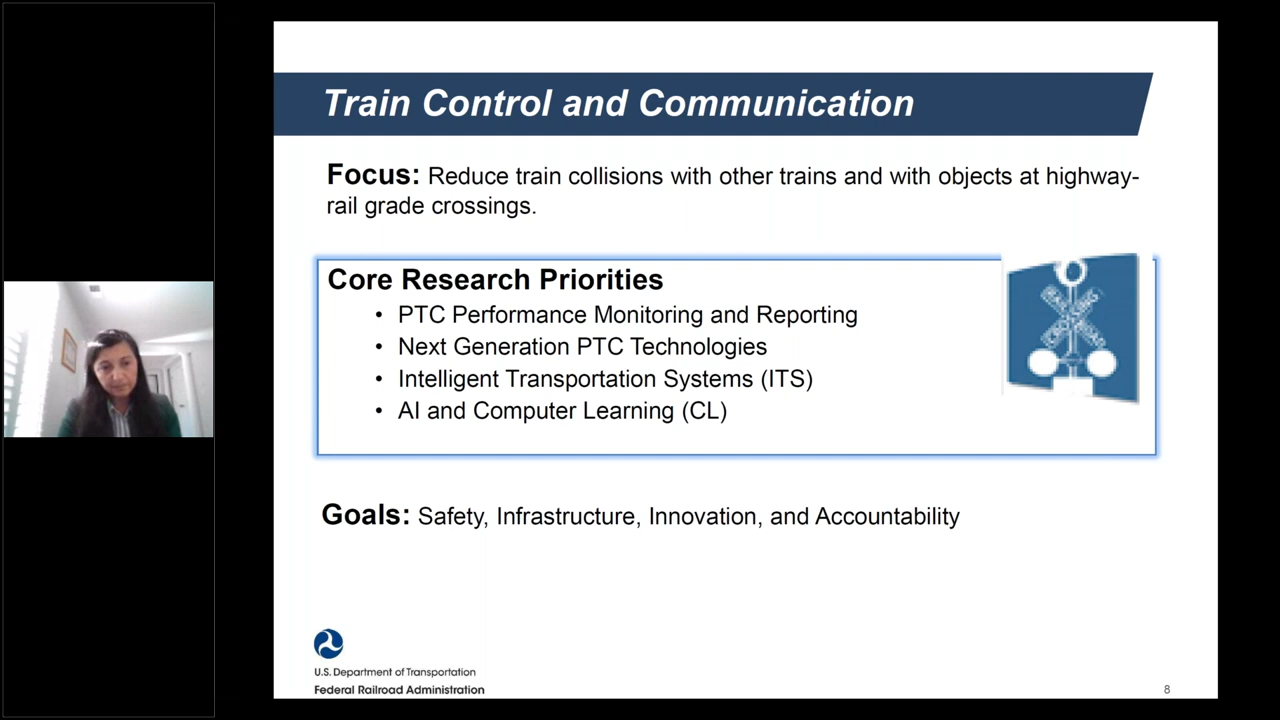 Train Control and Communication
Focus: Reduce train collisions with other trains and with objects at highway-
rail grade crossings.
Core Research Priorities
• PTC Performance Monitoring and Reporting
• Next Generation PTC Technologies
• Intelligent Transportation Systems (ITS)
• AI and Computer Learning (CL)
Goals: Safety, Infrastructure, Innovation, and Accountability
U.S. Department of Transportation
Federal Railroad Administration
8